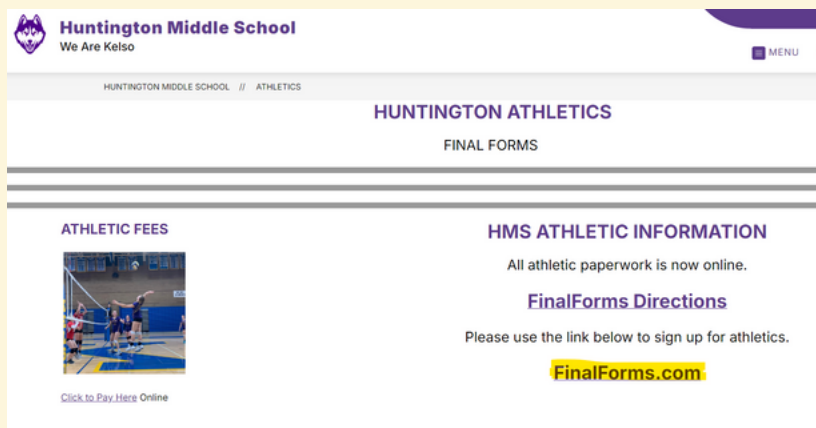 Huntington Middle School
We Are Kelso
MENU
HUNTINGTON MIDDLE SCHOOL // ATHLETICS
HUNTINGTON ATHLETICS
FINAL FORMS
ATHLETIC FEES
Click to Pay Here Online
HMS ATHLETIC INFORMATION
All athletic paperwork is now online.
FinalForms Directions
Please use the link below to sign up for athletics.
FinalForms.com